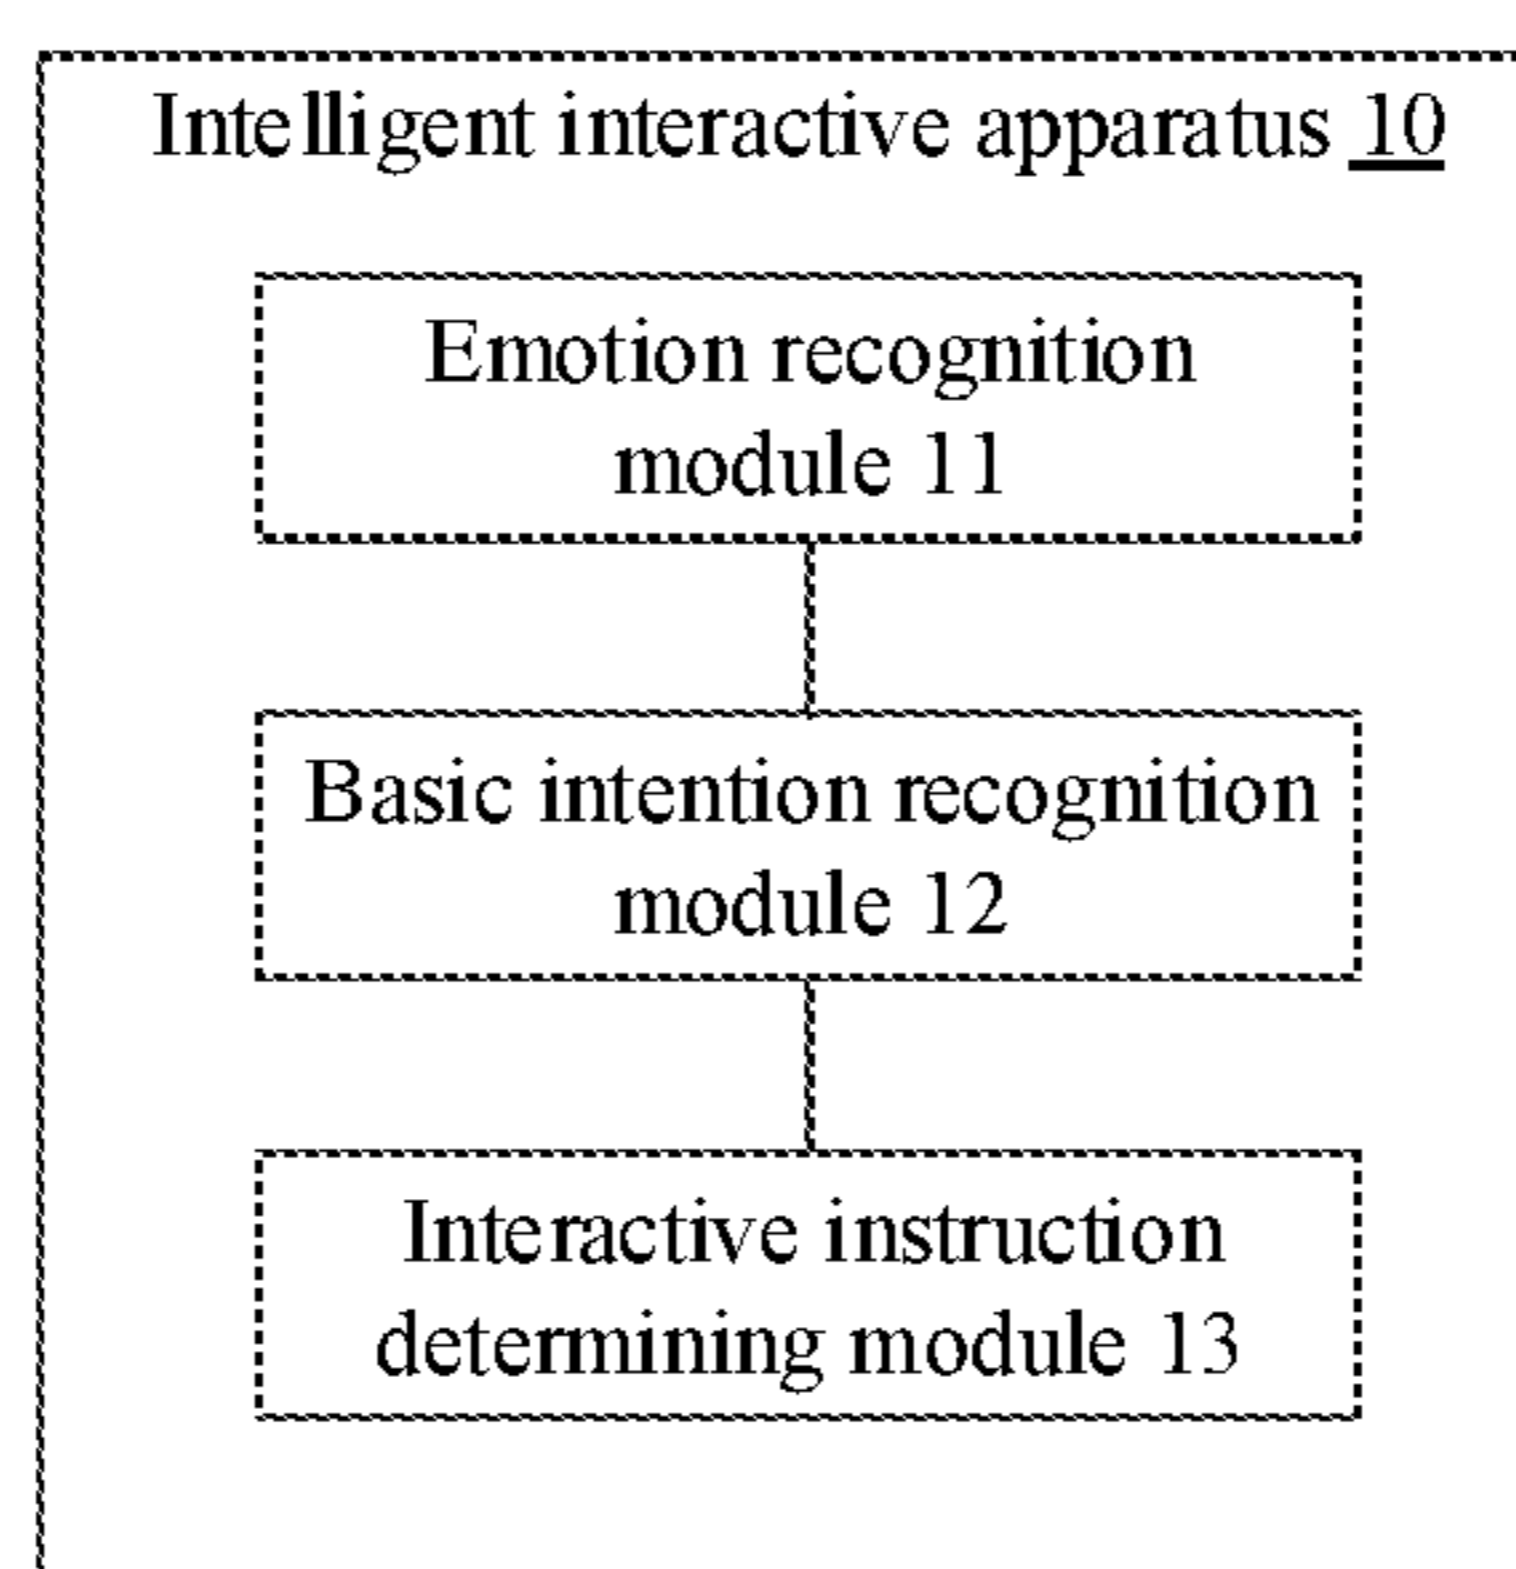 Intelligent interactive apparatus 10
Emotion recognition
module 11
Basic intention recognition
module 12
Interactive instruction
determining module 13